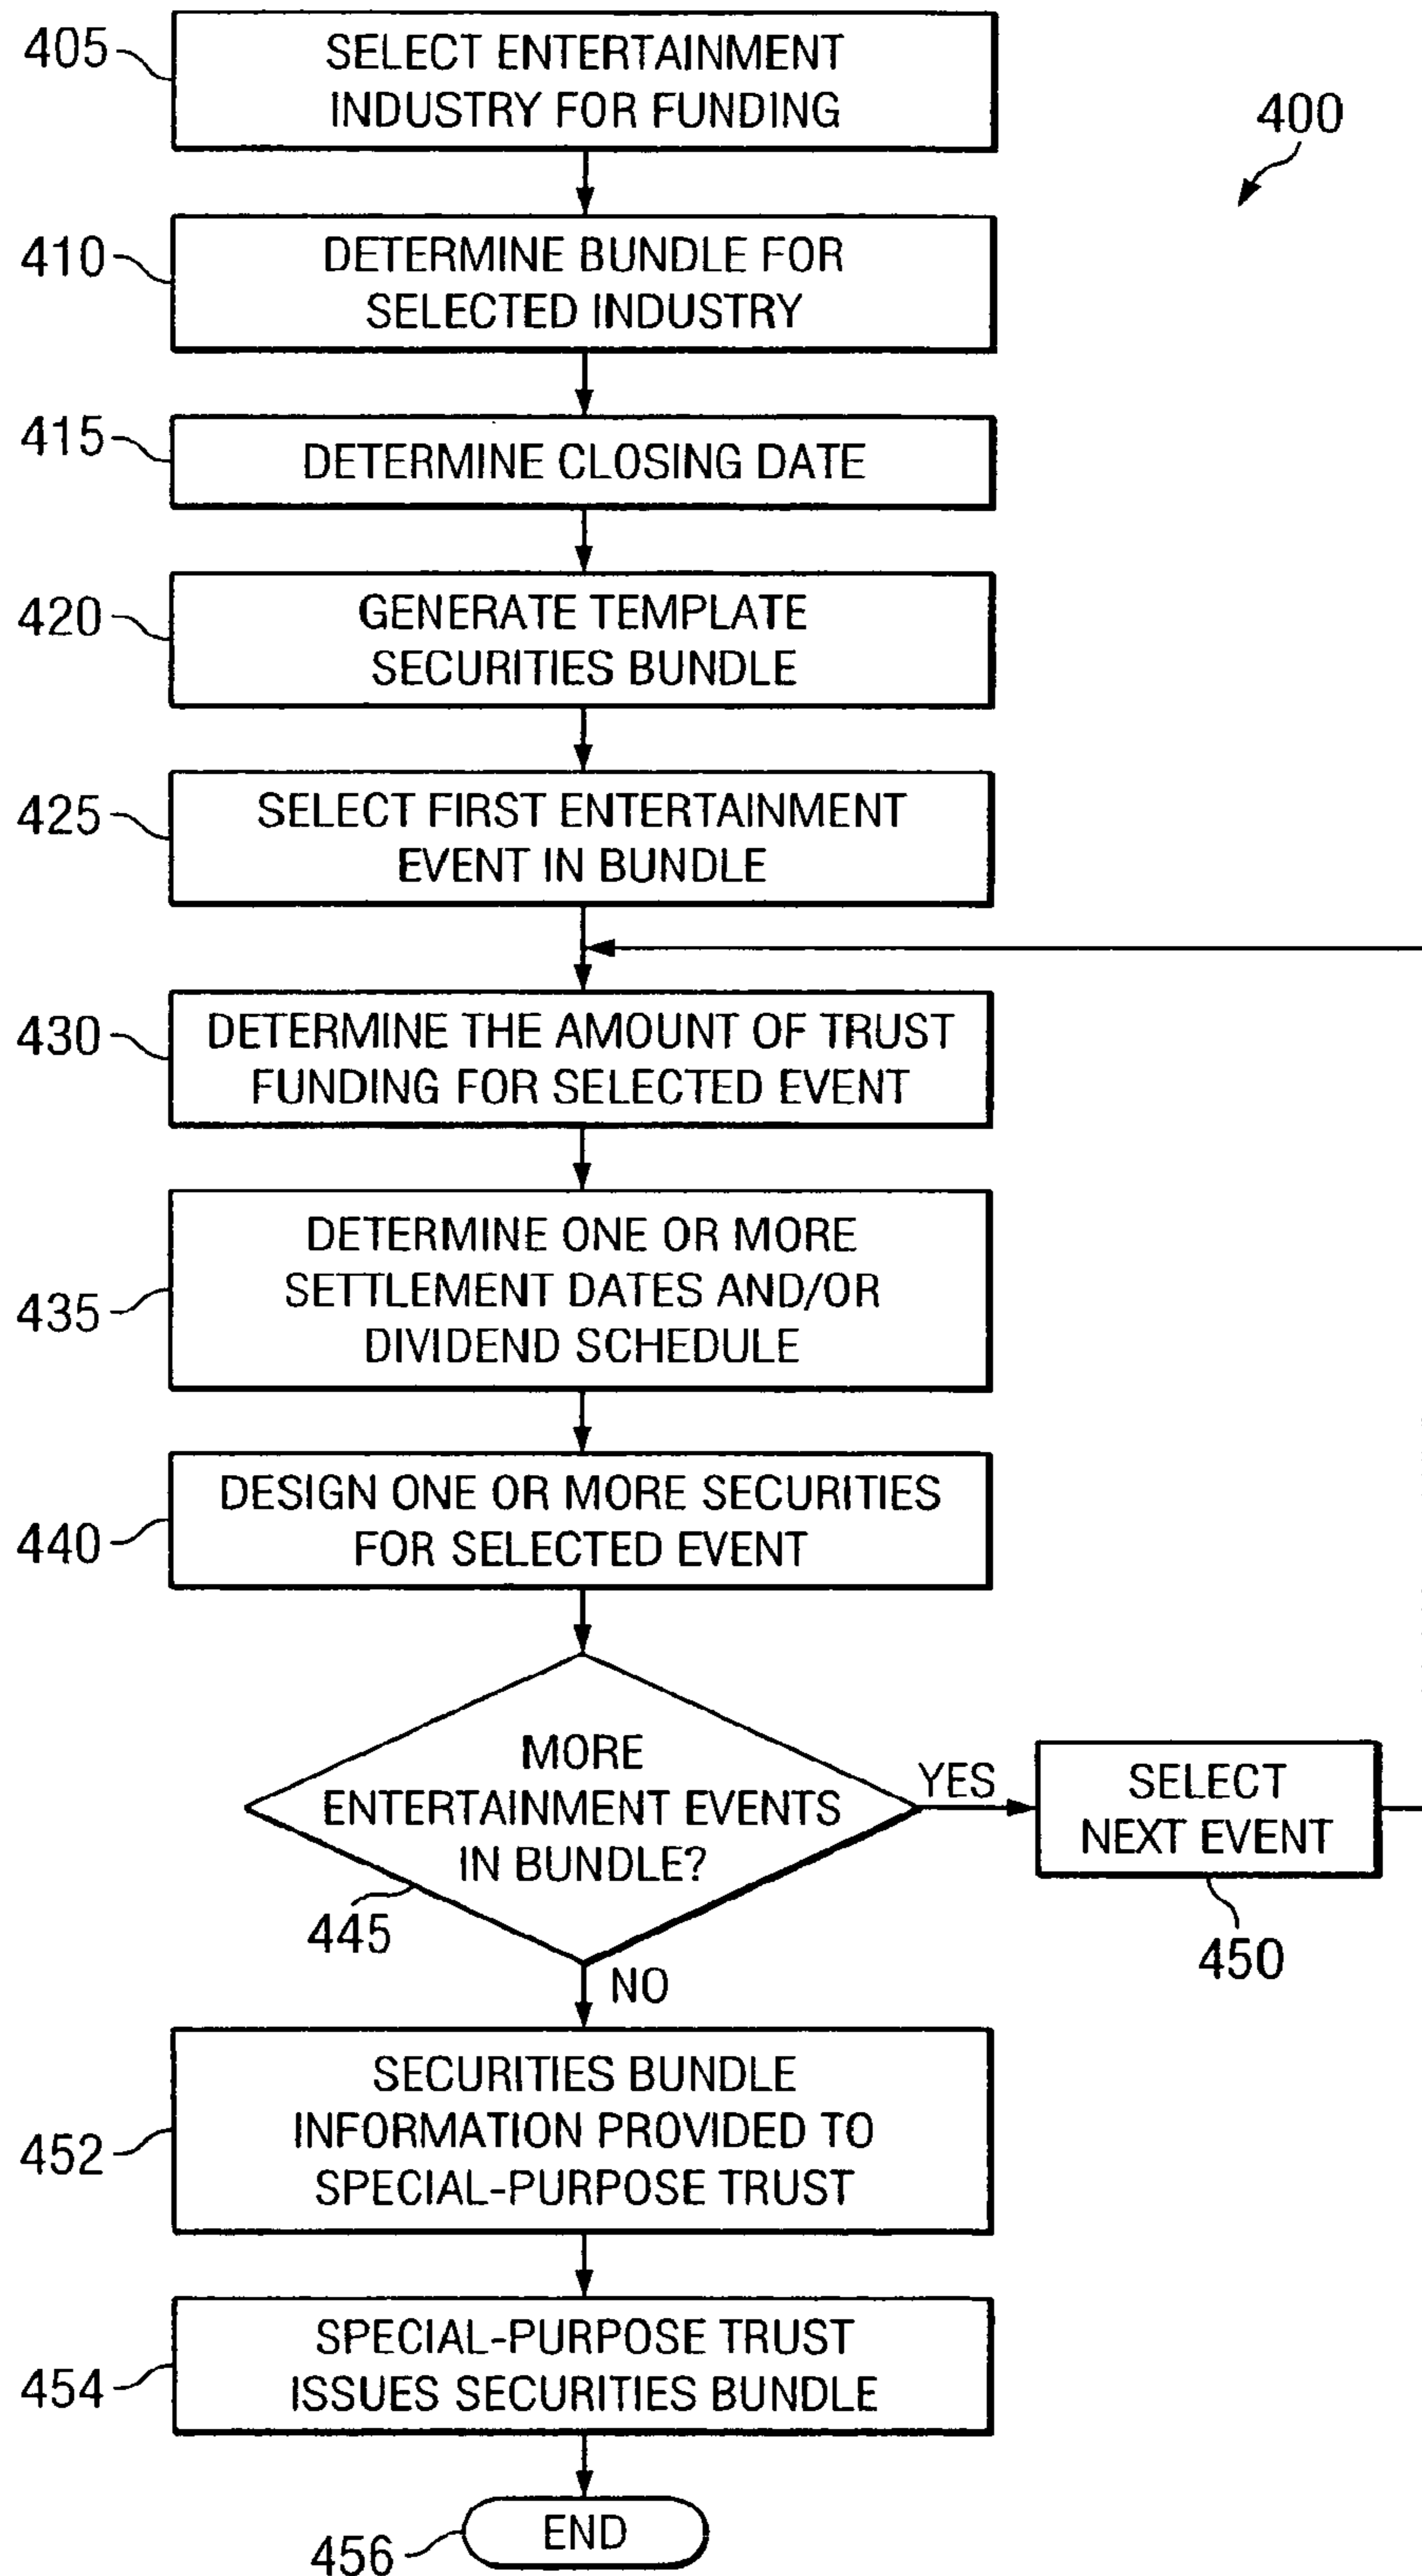 405
SELECT ENTERTAINMENT
INDUSTRY FOR FUNDING
400
410
DETERMINE BUNDLE FOR
SELECTED INDUSTRY
415
DETERMINE CLOSING DATE
420
GENERATE TEMPLATE
SECURITIES BUNDLE
425
SELECT FIRST ENTERTAINMENT
EVENT IN BUNDLE
430
DETERMINE THE AMOUNT OF TRUST
FUNDING FOR SELECTED EVENT
435
DETERMINE ONE OR MORE
SETTLEMENT DATES AND/OR
DIVIDEND SCHEDULE
440
DESIGN ONE OR MORE SECURITIES
FOR SELECTED EVENT
MORE
ENTERTAINMENT EVENTS
IN BUNDLE?
445
YES
SELECT
NEXT EVENT
450
NO
452
SECURITIES BUNDLE
INFORMATION PROVIDED TO
SPECIAL-PURPOSE TRUST
454
SPECIAL-PURPOSE TRUST
ISSUES SECURITIES BUNDLE
456
END